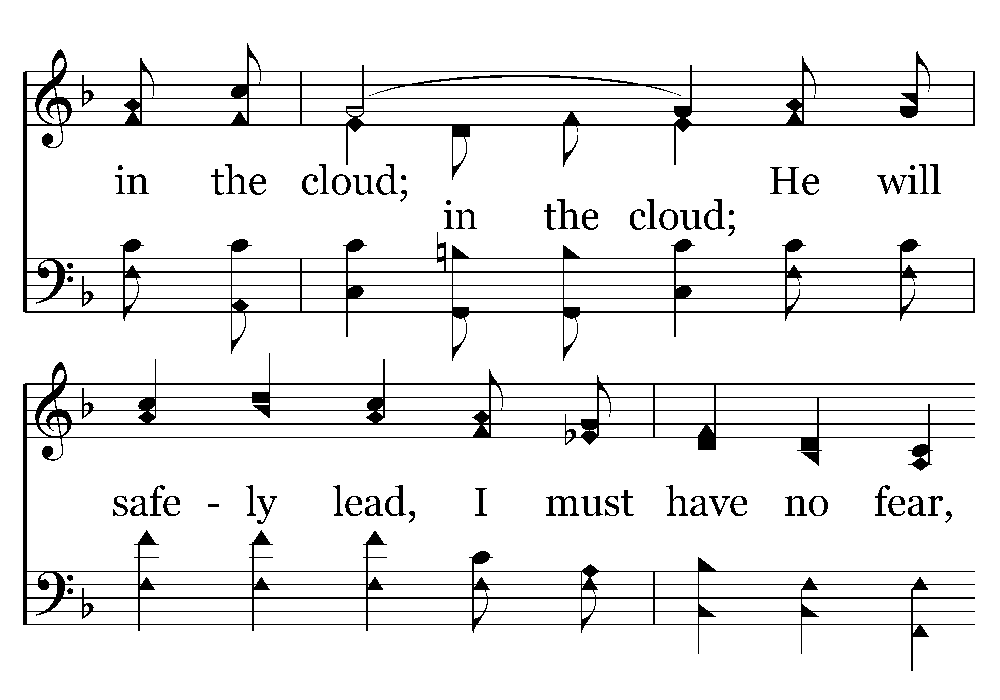 in the cloud; He will
in the cloud;
safe - ly lead, I must have no fear,